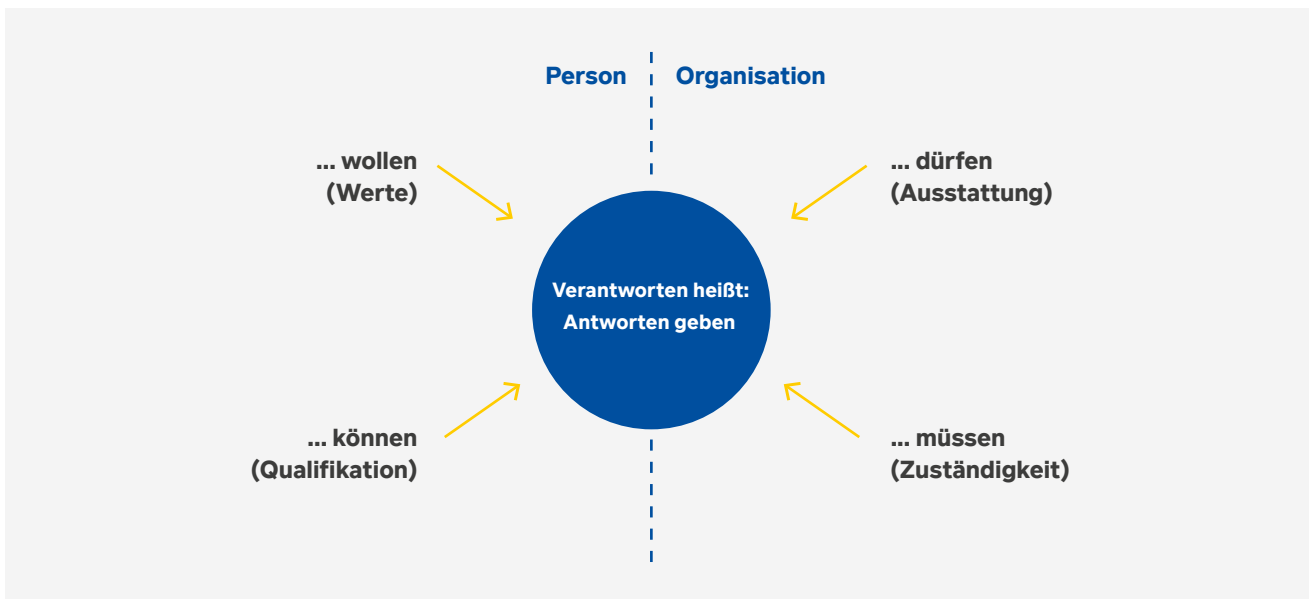 Person
Organisation
... wollen
(Werte)
... dürfen
(Ausstattung)
Verantworten heißt:
Antworten geben
... können
(Qualifikation)
... müssen
(Zuständigkeit)